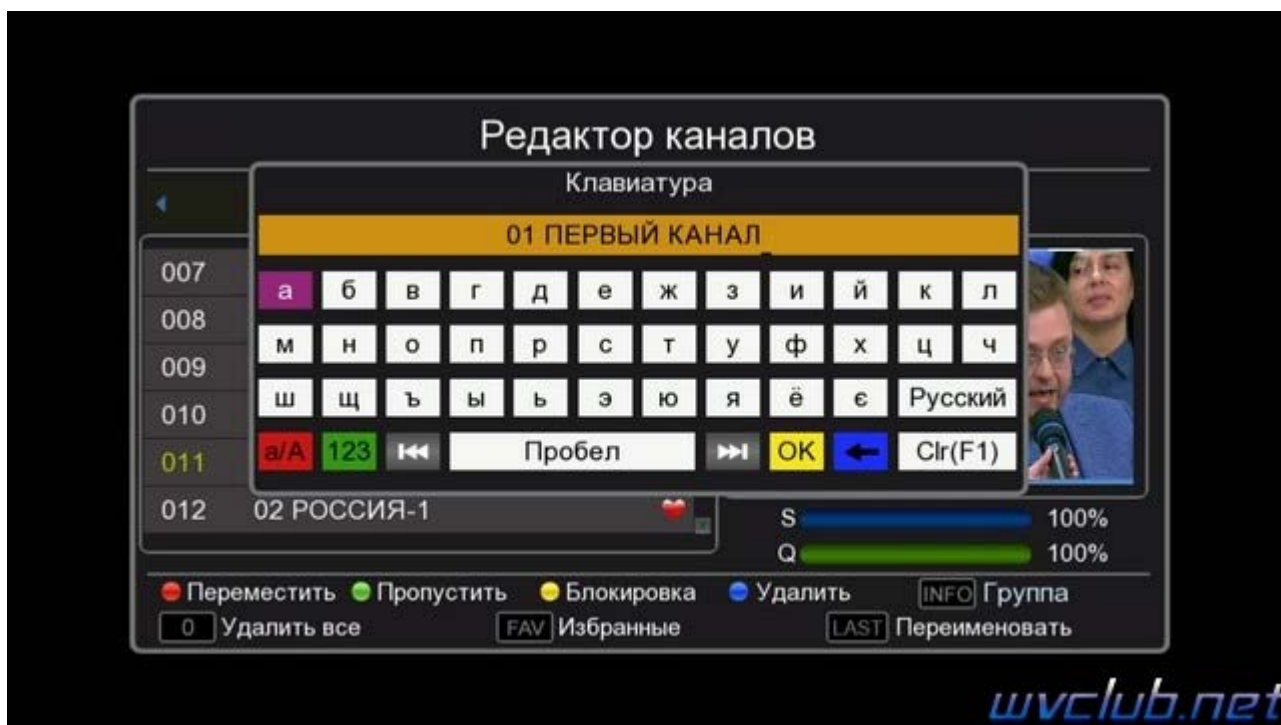 Редактор каналов
Клавиатура
01 ПЕРВЫЙ КАНАЛ_
007
а б в г д е ж з и й к л
008
м н о п р с т у ф х ц ч
009
ш щ ъ ы ь э ю я ё є Русский
010
011
a/A 123 Пробел OK Clr(F1)
012 02 РОССИЯ-1
S 100%
Q 100%
Переместить Пропустить Блокировка Удалить INFO Группа
0 Удалить все FAV Избранные LAST Переименовать
wvclub.net